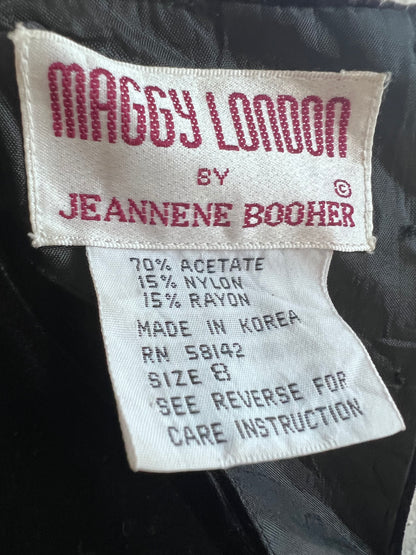 MAGGY LONDON
BY
©
JEANNENE BOOHER
70% ACETATE
15% NYLON
15% RAYON
MADE IN KOREA
RN 58142
SIZE 8
SEE REVERSE FOR
CARE INSTRUCTION